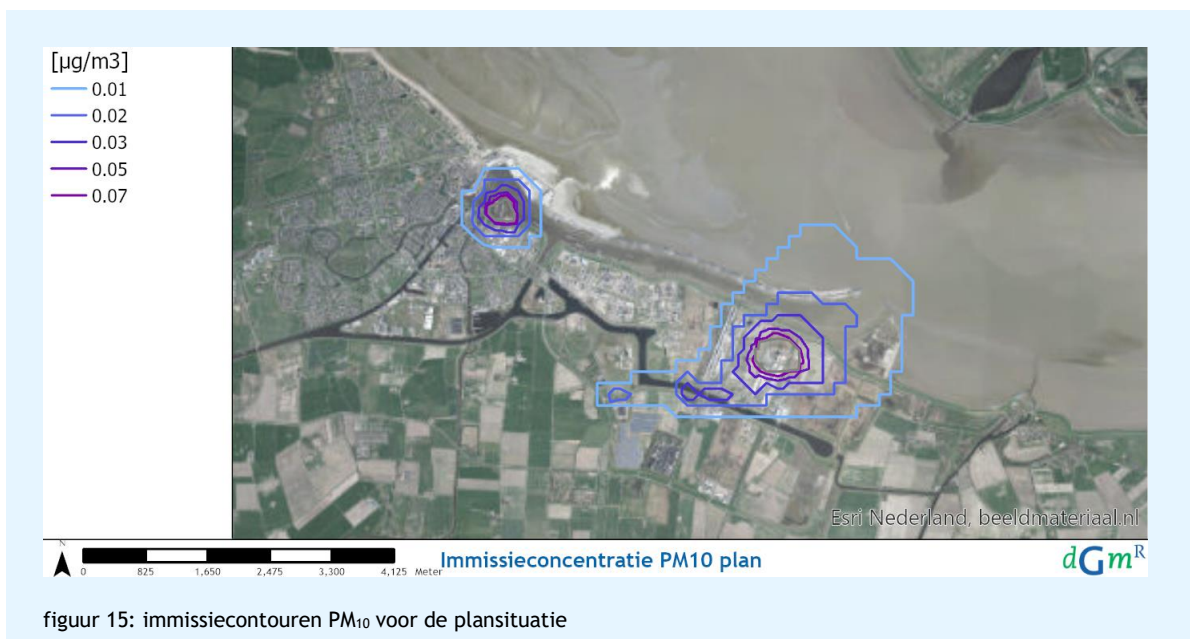 [µg/m3]
0.01
0.02
0.03
0.05
0.07
Esri Nederland, beeldmateriaal.nl
N
0 825 1,650 2,475 3,300 4,125 Meter
Immissieconcentratie PM10 plan
dGmR
figuur 15: immissiecontouren PM₁₀ voor de plansituatie